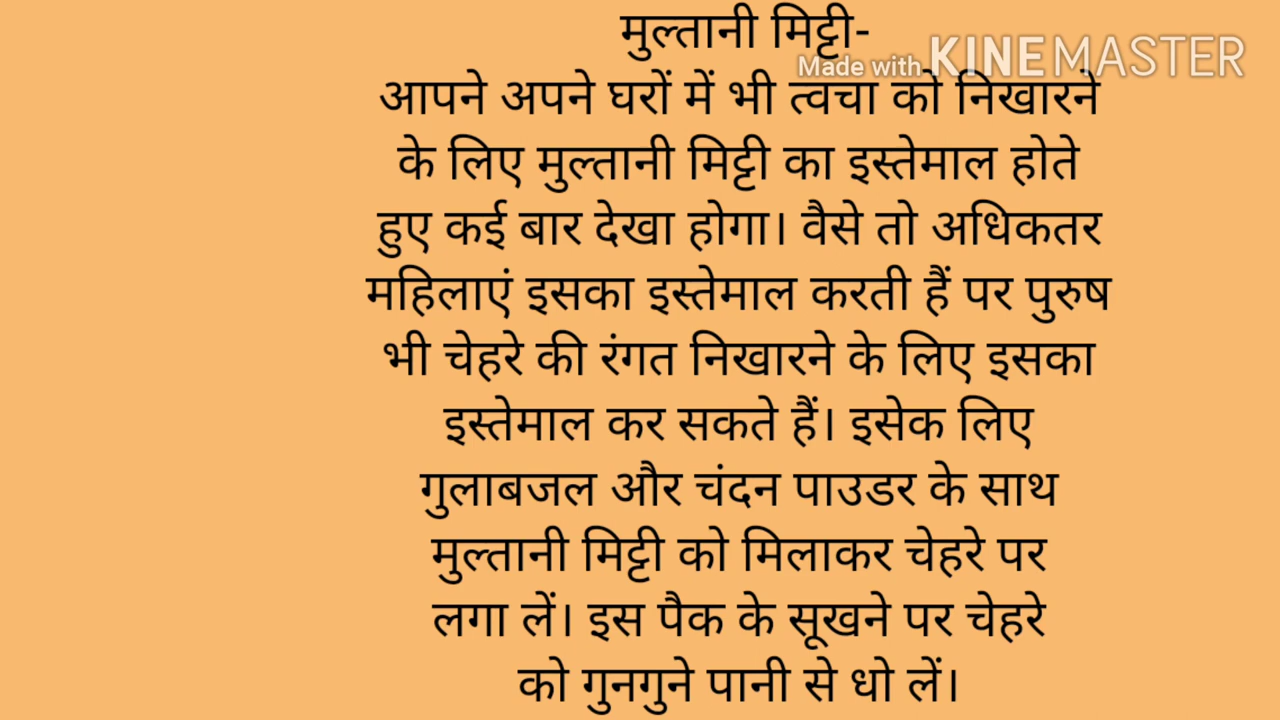 मुल्तानी मिट्टी-
Made with KINEMASTER
आपने अपने घरों में भी त्वचा को निखारने
के लिए मुल्तानी मिट्टी का इस्तेमाल होते
हुए कई बार देखा होगा। वैसे तो अधिकतर
महिलाएं इसका इस्तेमाल करती हैं पर पुरुष
भी चेहरे की रंगत निखारने के लिए इसका
इस्तेमाल कर सकते हैं। इसेक लिए
गुलाबजल और चंदन पाउडर के साथ
मुल्तानी मिट्टी को मिलाकर चेहरे पर
लगा लें। इस पैक के सूखने पर चेहरे
को गुनगुने पानी से धो लें।